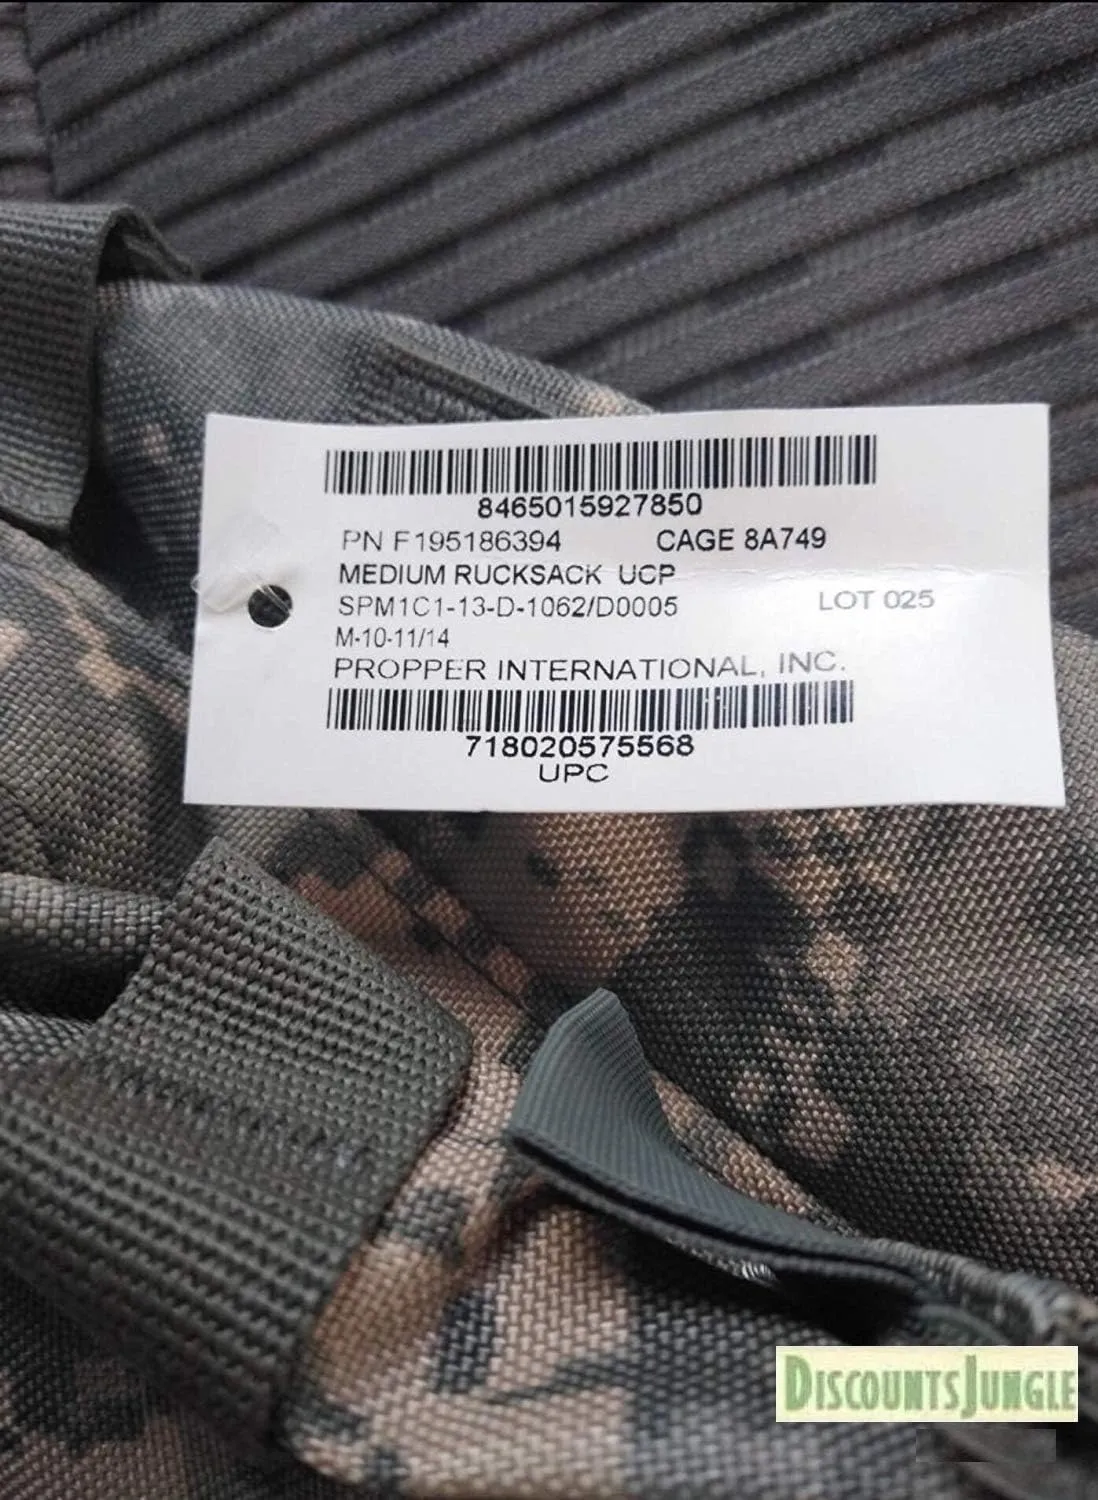 8465015927850
PN F195186394 CAGE 8A749
MEDIUM RUCKSACK UCP
SPM1C1-13-D-1062/D0005 LOT 025
M-10-11/14
PROPPER INTERNATIONAL, INC.
718020575568
UPC
DISCOUNTSJUNGLE